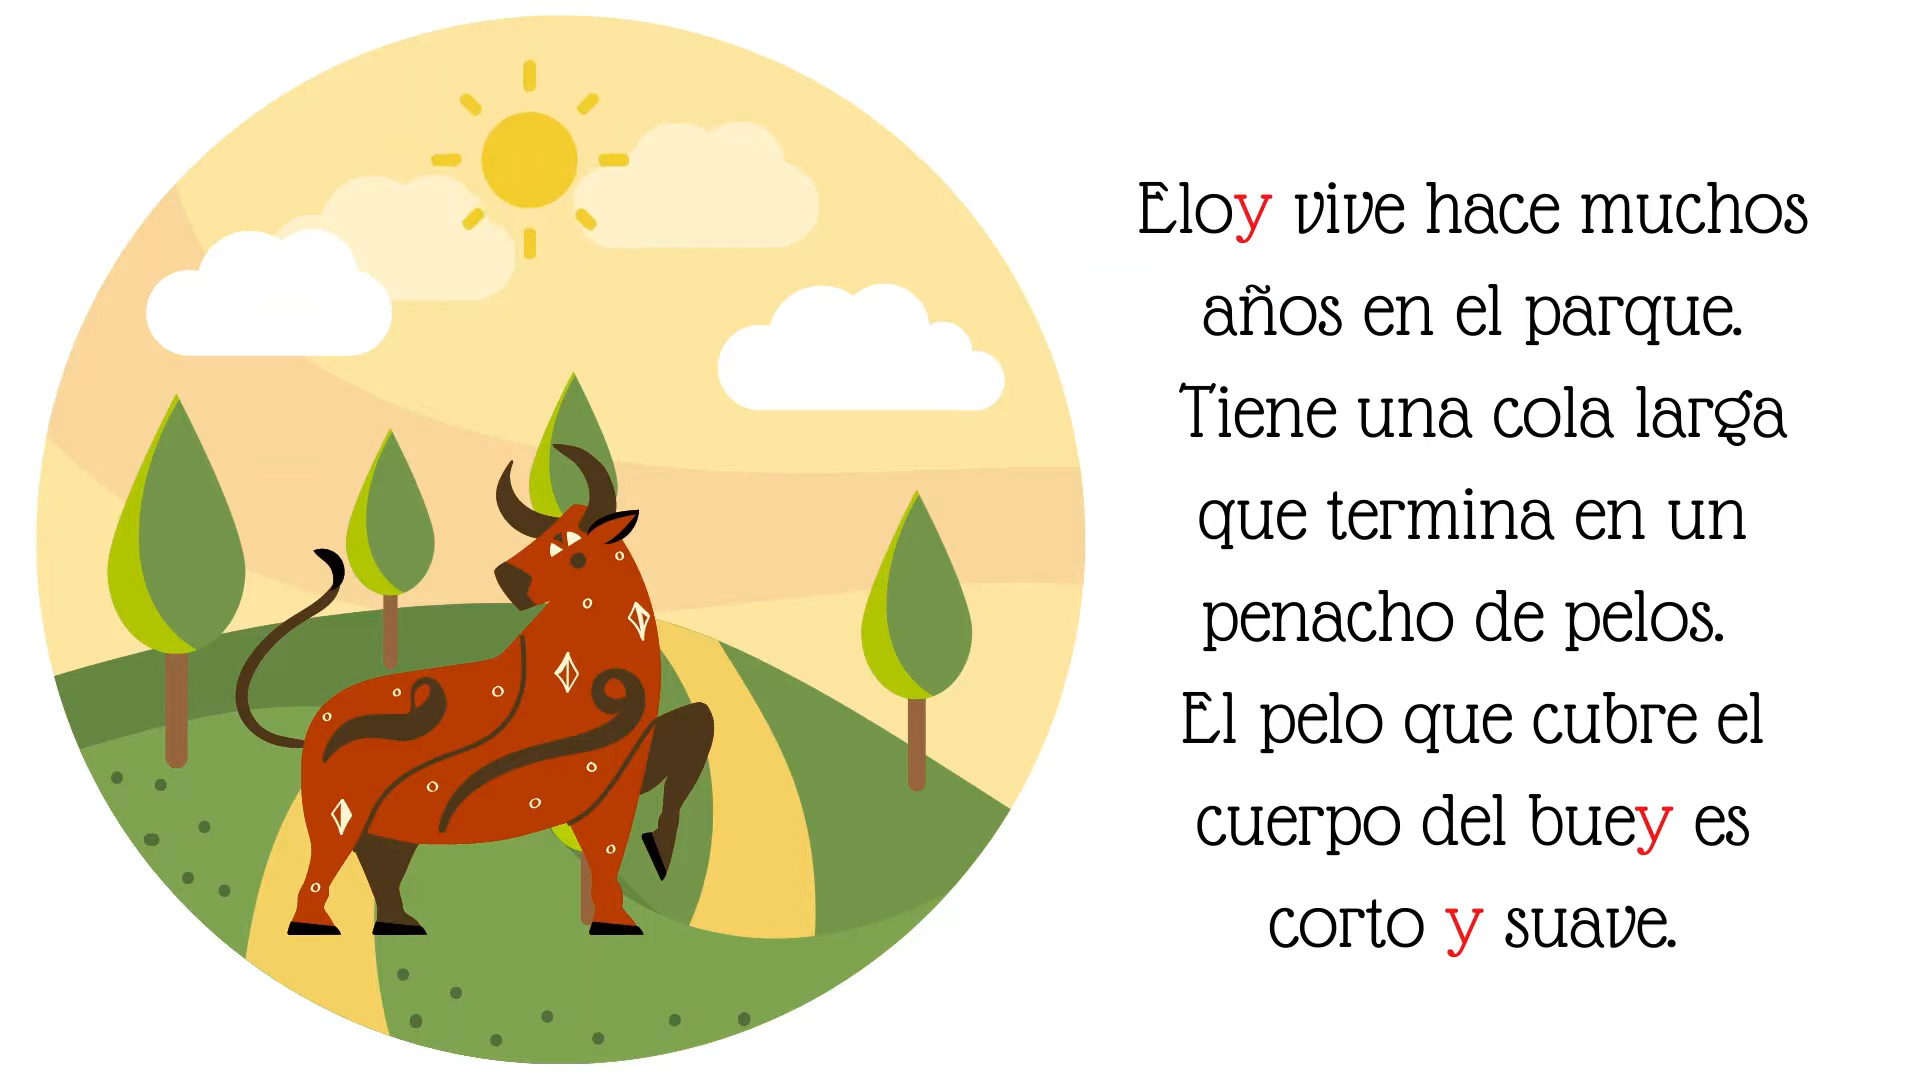 Eloy vive hace muchos
años en el parque.
Tiene una cola larga
que termina en un
penacho de pelos.
El pelo que cubre el
cuerpo del buey es
corto y suave.